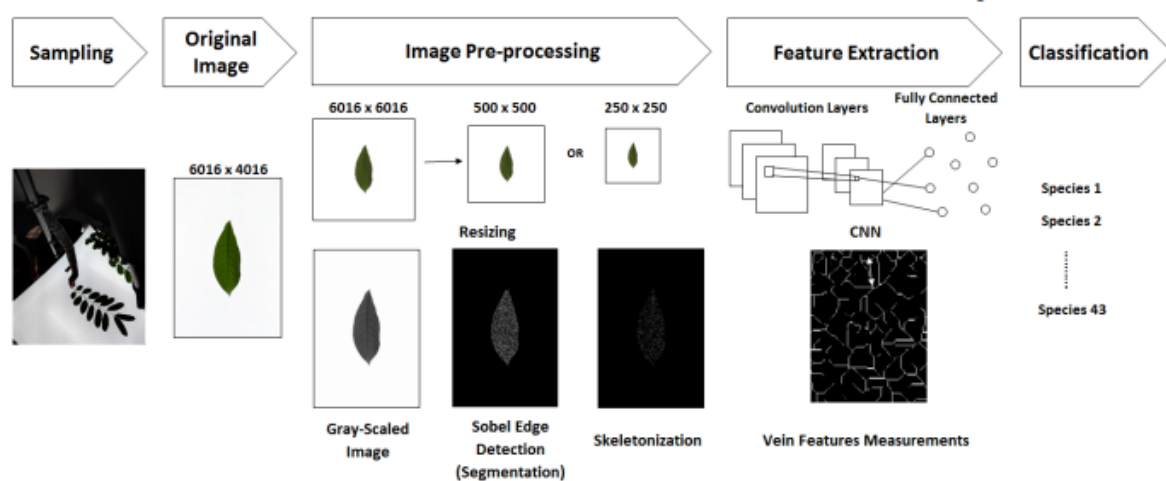 Sampling
Original
Image
Image Pre-processing
Feature Extraction
Classification
6016 x 4016
6016 x 6016
500 x 500
250 x 250
OR
Resizing
Gray-Scaled
Image
Sobel Edge
Detection
(Segmentation)
Skeletonization
Convolution Layers
Fully Connected
Layers
CNN
Vein Features Measurements
Species 1
Species 2
Species 43